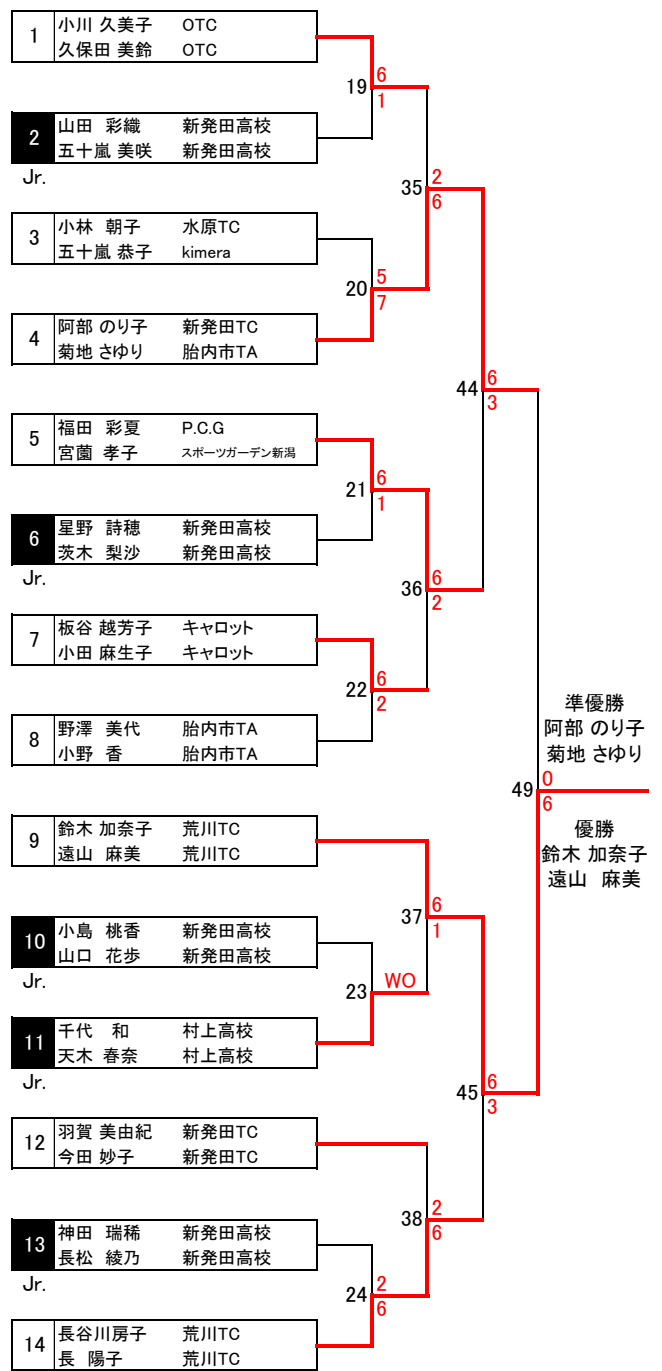 1 小川 久美子 OTC
久保田 美鈴 OTC
19 6
1
2 山田 彩織 新発田高校
五十嵐 美咲 新発田高校
Jr.
35 2
6
3 小林 朝子 水原TC
五十嵐 恭子 kimera
20 5
7
4 阿部 のり子 新発田TC
菊地 さゆり 胎内市TA
44 6
3
5 福田 彩夏 P.C.G
宮薗 孝子 スポーツガーデン新潟
21 6
1
6 星野 詩穂 新発田高校
茨木 梨沙 新発田高校
Jr.
36 6
2
7 板谷 越芳子 キャロット
小田 麻生子 キャロット
22 6
2
8 野澤 美代 胎内市TA
小野 香 胎内市TA
準優勝
阿部 のり子
菊地 さゆり
49 0
6
優勝
鈴木 加奈子
遠山 麻美
9 鈴木 加奈子 荒川TC
遠山 麻美 荒川TC
37 6
1
10 小島 桃香 新発田高校
山口 花歩 新発田高校
Jr.
23 WO
11 千代 和 村上高校
天木 春奈 村上高校
Jr.
45 6
3
12 羽賀 美由紀 新発田TC
今田 妙子 新発田TC
38 2
6
13 神田 瑞稀 新発田高校
長松 綾乃 新発田高校
Jr.
24 2
6
14 長谷川房子 荒川TC
長 陽子 荒川TC